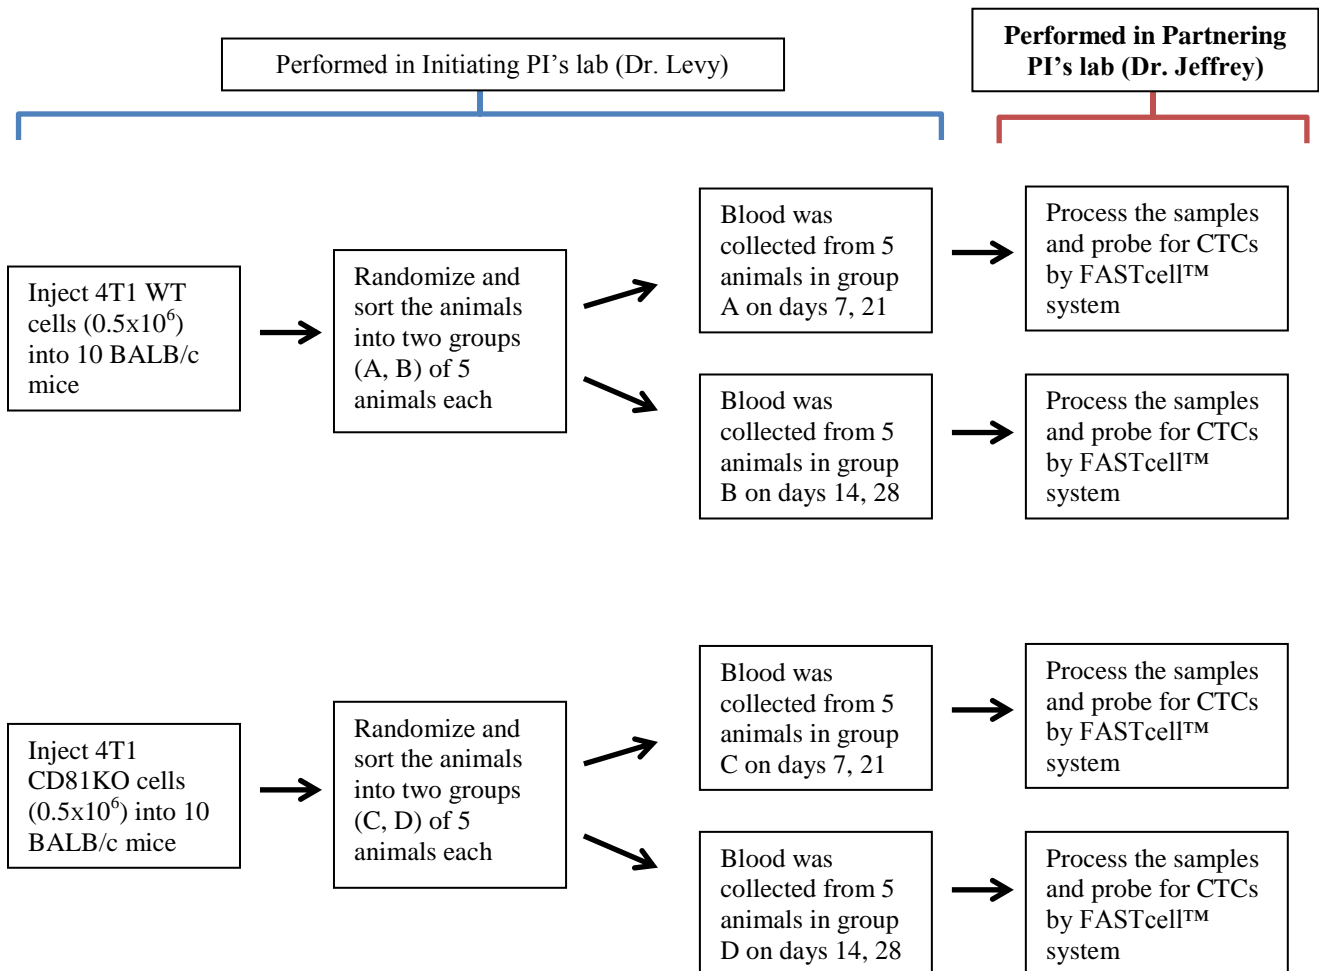 Performed in Initiating PI's lab (Dr. Levy)
Performed in Partnering
PI's lab (Dr. Jeffrey)
Inject 4T1 WT
cells (0.5x10⁶)
into 10 BALB/c
mice
Randomize and
sort the animals
into two groups
(A, B) of 5
animals each
Blood was
collected from 5
animals in group
A on days 7, 21
Process the samples
and probe for CTCs
by FASTcell™
system
Blood was
collected from 5
animals in group
B on days 14, 28
Process the samples
and probe for CTCs
by FASTcell™
system
Inject 4T1
CD81KO cells
(0.5x10⁶) into 10
BALB/c mice
Randomize and
sort the animals
into two groups
(C, D) of 5
animals each
Blood was
collected from 5
animals in group
C on days 7, 21
Process the samples
and probe for CTCs
by FASTcell™
system
Blood was
collected from 5
animals in group
D on days 14, 28
Process the samples
and probe for CTCs
by FASTcell™
system